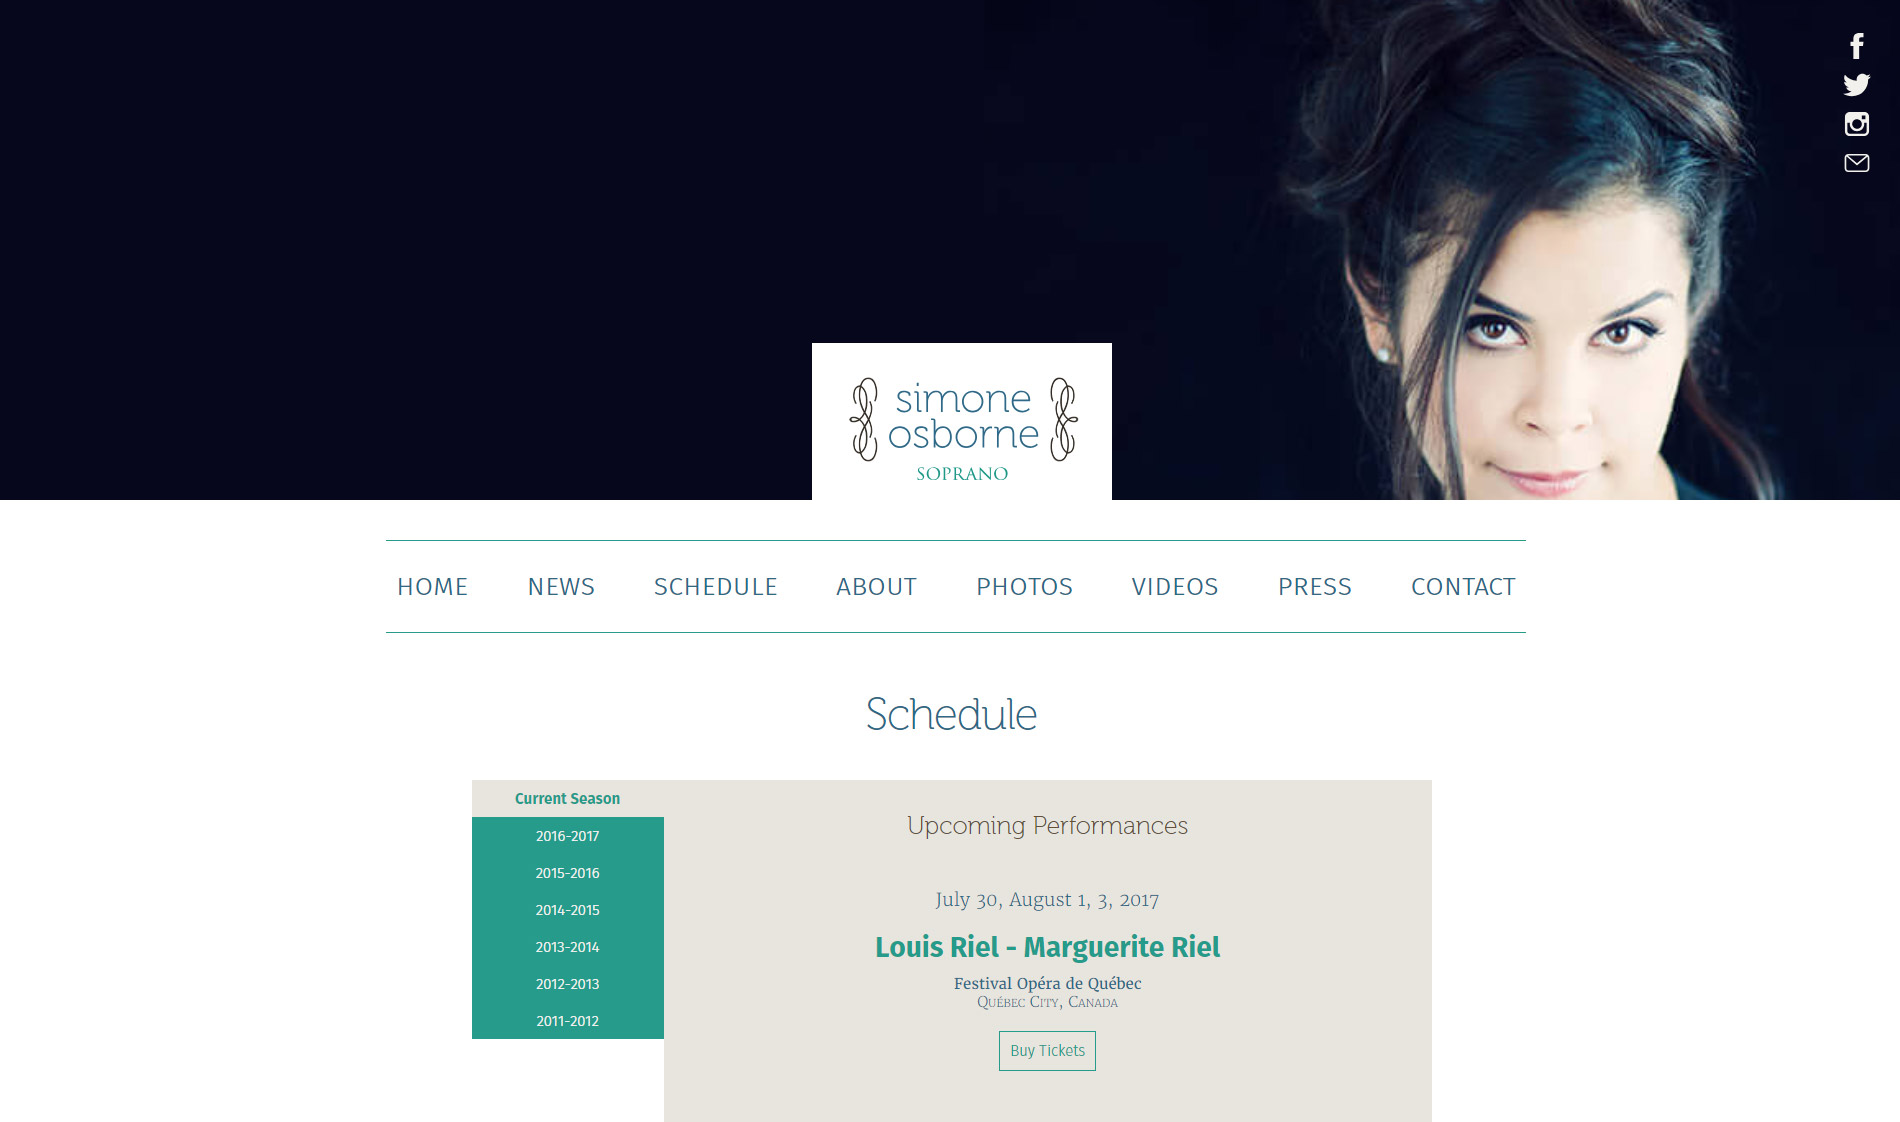 simone
osborne
SOPRANO
HOME NEWS SCHEDULE ABOUT PHOTOS VIDEOS PRESS CONTACT
Schedule
Current Season
2016-2017
2015-2016
2014-2015
2013-2014
2012-2013
2011-2012
Upcoming Performances
July 30, August 1, 3, 2017
Louis Riel - Marguerite Riel
Festival Opéra de Québec
Québec City, Canada
Buy Tickets